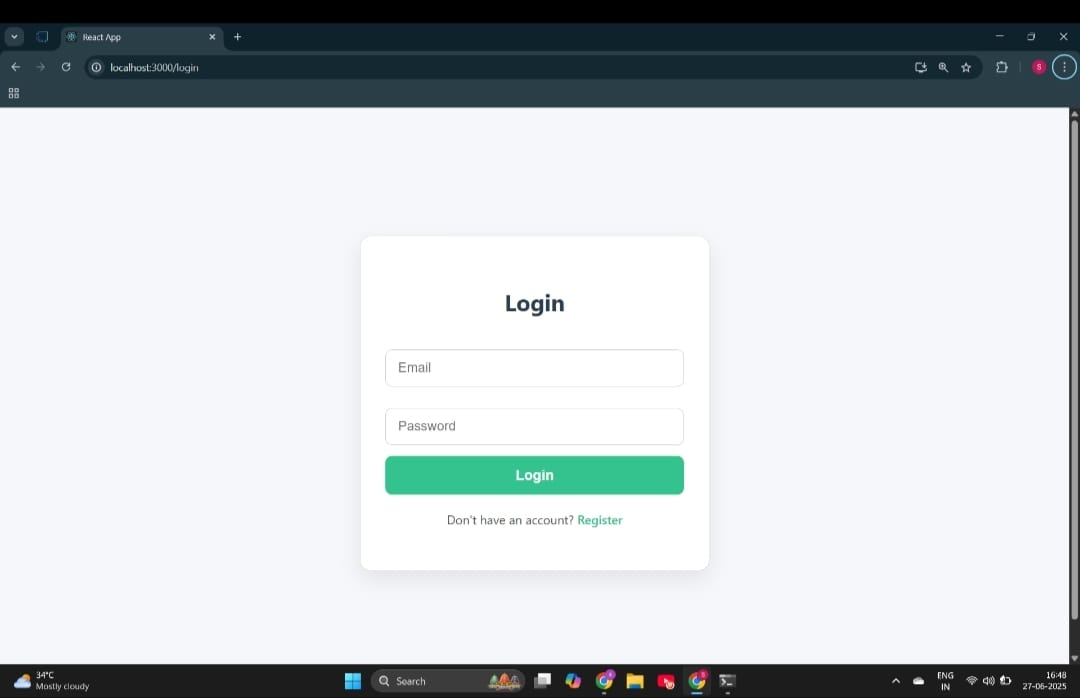 React App
localhost:3000/login
S
Login
Email
Password
Login
Don't have an account? Register
34°C
Mostly cloudy
Search
ENG
IN
16:48
27-06-2025